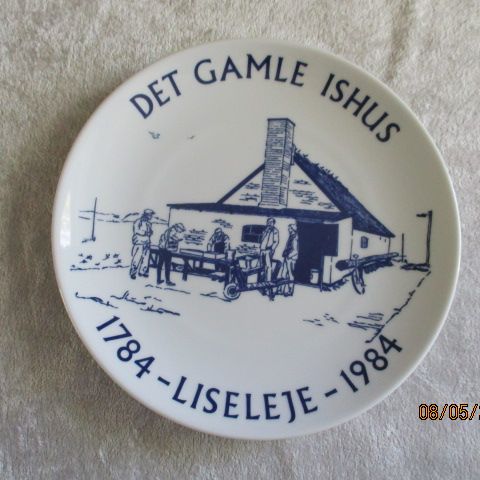 DET GAMLE ISHUS
1784-LISELEJE-1984
08/05/2